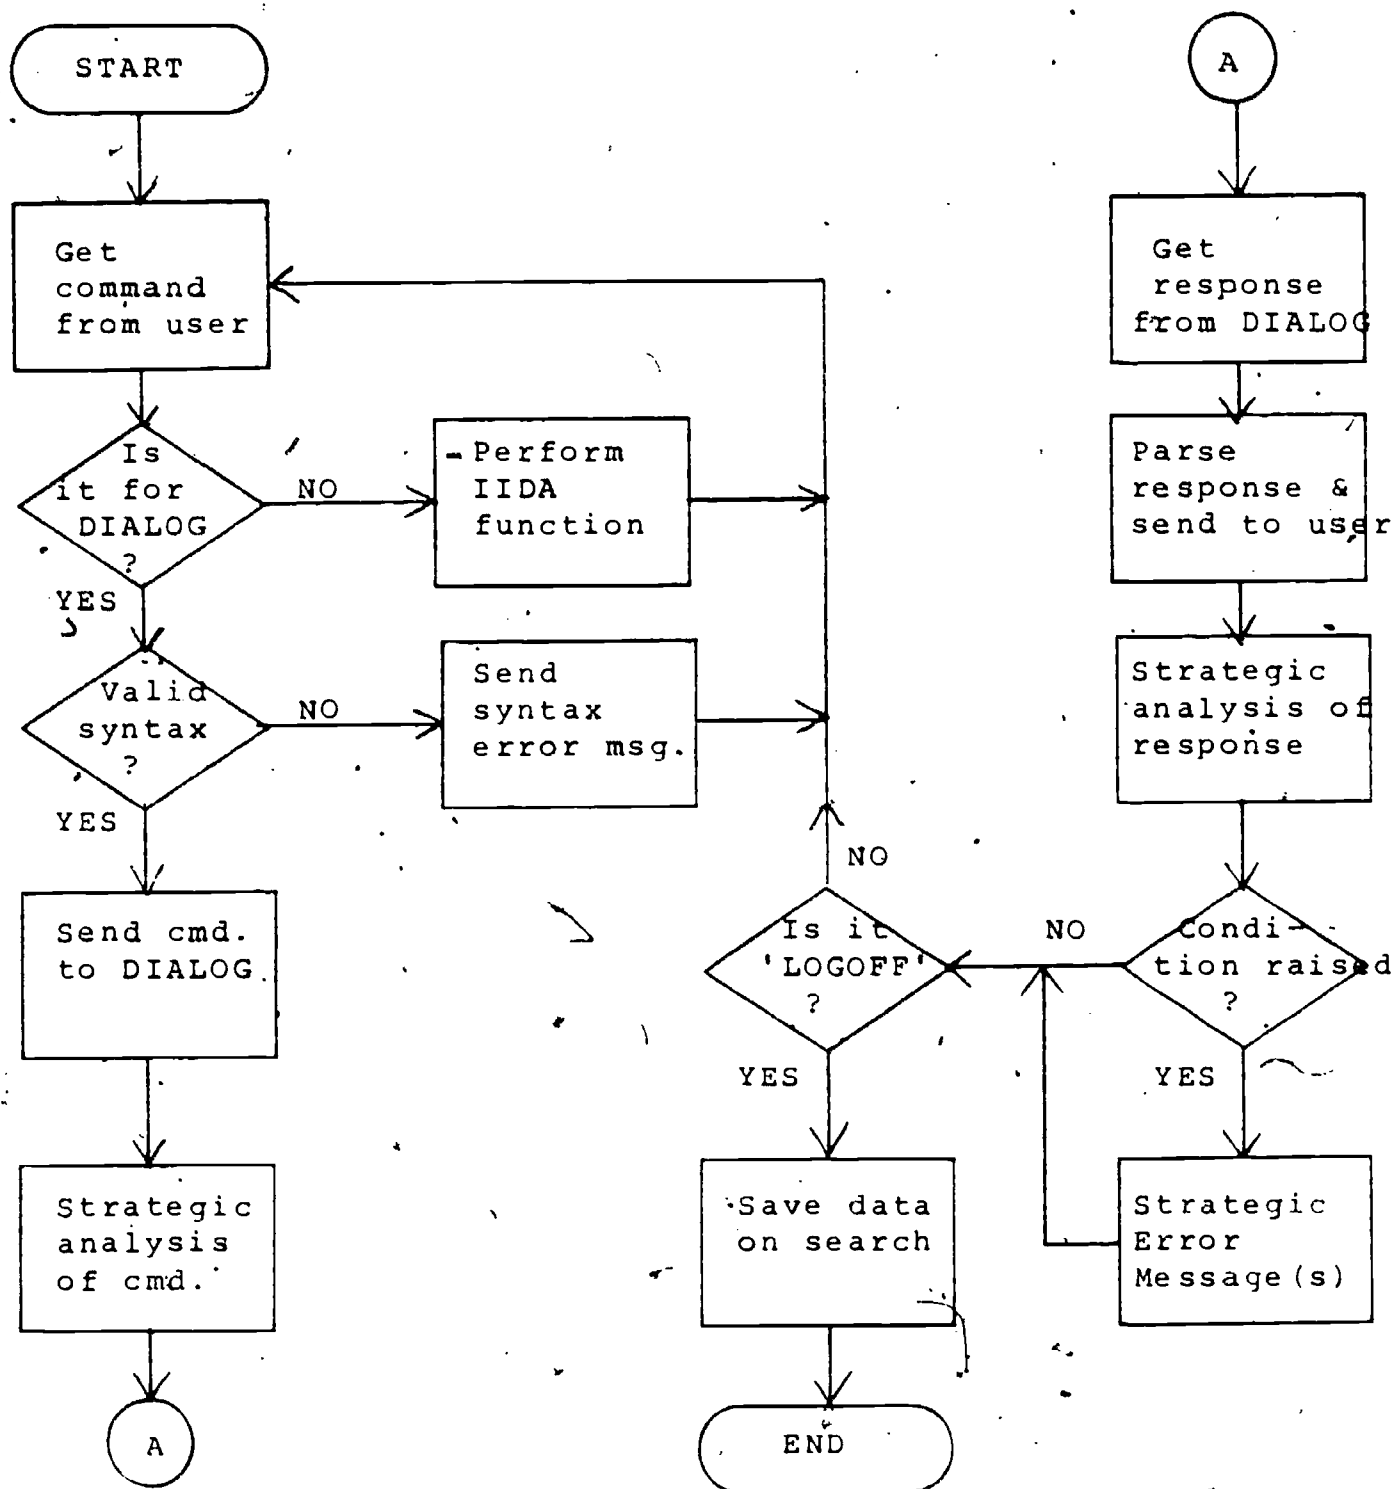 START
Get
command
from user
Is
it for
DIALOG
?
NO
YES
Perform
IIDA
function
Valid
syntax
?
NO
YES
Send
syntax
error msg.
Send cmd.
to DIALOG
Strategic
analysis
of cmd.
A
A
Get
response
from DIALOG
Parse
response &
send to user
Strategic
analysis of
response
Condi-
tion raised
?
NO
YES
Strategic
Error
Message(s)
Is it
'LOGOFF'
?
NO
YES
Save data
on search
END